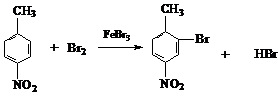 CH₃ CH₃
Br
+ Br₂ FeBr₃ + HBr
NO₂ NO₂